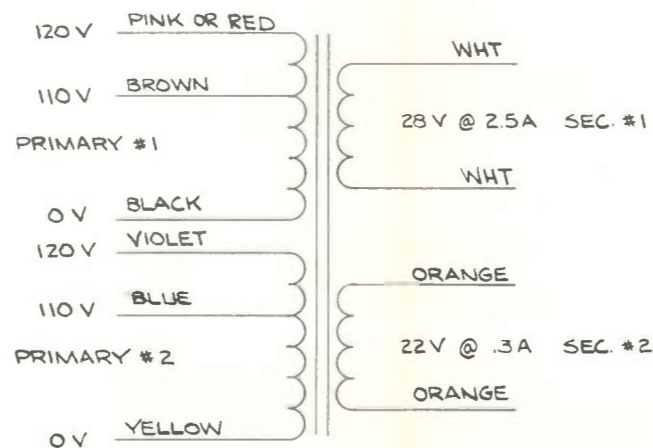 120 V PINK OR RED
WHT
110 V BROWN
28 V @ 2.5A SEC. #1
PRIMARY #1
WHT
0 V BLACK
120 V VIOLET
ORANGE
110 V BLUE
22 V @ .3A SEC. #2
PRIMARY #2
ORANGE
0 V YELLOW